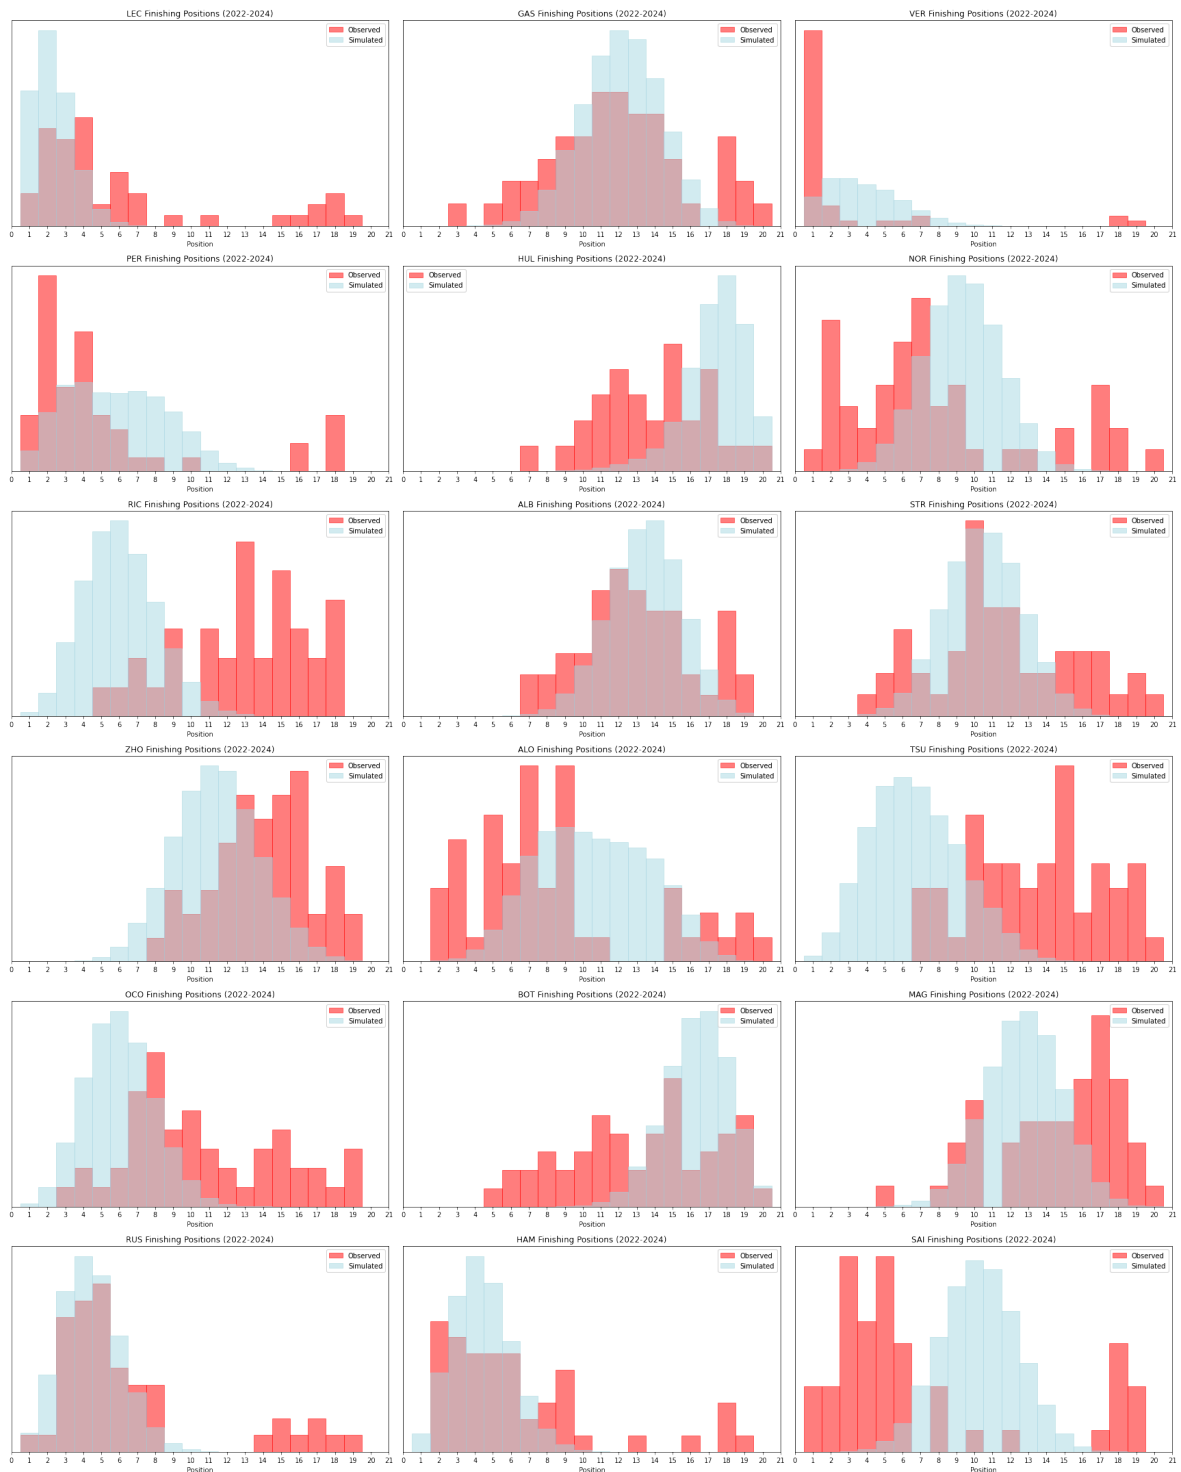 LEC Finishing Positions (2022-2024)
Observed
Simulated
0 1 2 3 4 5 6 7 8 9 10 11 12 13 14 15 16 17 18 19 20 21
Position
GAS Finishing Positions (2022-2024)
Observed
Simulated
0 1 2 3 4 5 6 7 8 9 10 11 12 13 14 15 16 17 18 19 20 21
Position
VER Finishing Positions (2022-2024)
Observed
Simulated
0 1 2 3 4 5 6 7 8 9 10 11 12 13 14 15 16 17 18 19 20 21
Position
PER Finishing Positions (2022-2024)
Observed
Simulated
0 1 2 3 4 5 6 7 8 9 10 11 12 13 14 15 16 17 18 19 20 21
Position
HUL Finishing Positions (2022-2024)
Observed
Simulated
0 1 2 3 4 5 6 7 8 9 10 11 12 13 14 15 16 17 18 19 20 21
Position
NOR Finishing Positions (2022-2024)
Observed
Simulated
0 1 2 3 4 5 6 7 8 9 10 11 12 13 14 15 16 17 18 19 20 21
Position
RIC Finishing Positions (2022-2024)
Observed
Simulated
0 1 2 3 4 5 6 7 8 9 10 11 12 13 14 15 16 17 18 19 20 21
Position
ALB Finishing Positions (2022-2024)
Observed
Simulated
0 1 2 3 4 5 6 7 8 9 10 11 12 13 14 15 16 17 18 19 20 21
Position
STR Finishing Positions (2022-2024)
Observed
Simulated
0 1 2 3 4 5 6 7 8 9 10 11 12 13 14 15 16 17 18 19 20 21
Position
ZHO Finishing Positions (2022-2024)
Observed
Simulated
0 1 2 3 4 5 6 7 8 9 10 11 12 13 14 15 16 17 18 19 20 21
Position
ALO Finishing Positions (2022-2024)
Observed
Simulated
0 1 2 3 4 5 6 7 8 9 10 11 12 13 14 15 16 17 18 19 20 21
Position
TSU Finishing Positions (2022-2024)
Observed
Simulated
0 1 2 3 4 5 6 7 8 9 10 11 12 13 14 15 16 17 18 19 20 21
Position
OCO Finishing Positions (2022-2024)
Observed
Simulated
0 1 2 3 4 5 6 7 8 9 10 11 12 13 14 15 16 17 18 19 20 21
Position
BOT Finishing Positions (2022-2024)
Observed
Simulated
0 1 2 3 4 5 6 7 8 9 10 11 12 13 14 15 16 17 18 19 20 21
Position
MAG Finishing Positions (2022-2024)
Observed
Simulated
0 1 2 3 4 5 6 7 8 9 10 11 12 13 14 15 16 17 18 19 20 21
Position
RUS Finishing Positions (2022-2024)
Observed
Simulated
0 1 2 3 4 5 6 7 8 9 10 11 12 13 14 15 16 17 18 19 20 21
Position
HAM Finishing Positions (2022-2024)
Observed
Simulated
0 1 2 3 4 5 6 7 8 9 10 11 12 13 14 15 16 17 18 19 20 21
Position
SAI Finishing Positions (2022-2024)
Observed
Simulated
0 1 2 3 4 5 6 7 8 9 10 11 12 13 14 15 16 17 18 19 20 21
Position